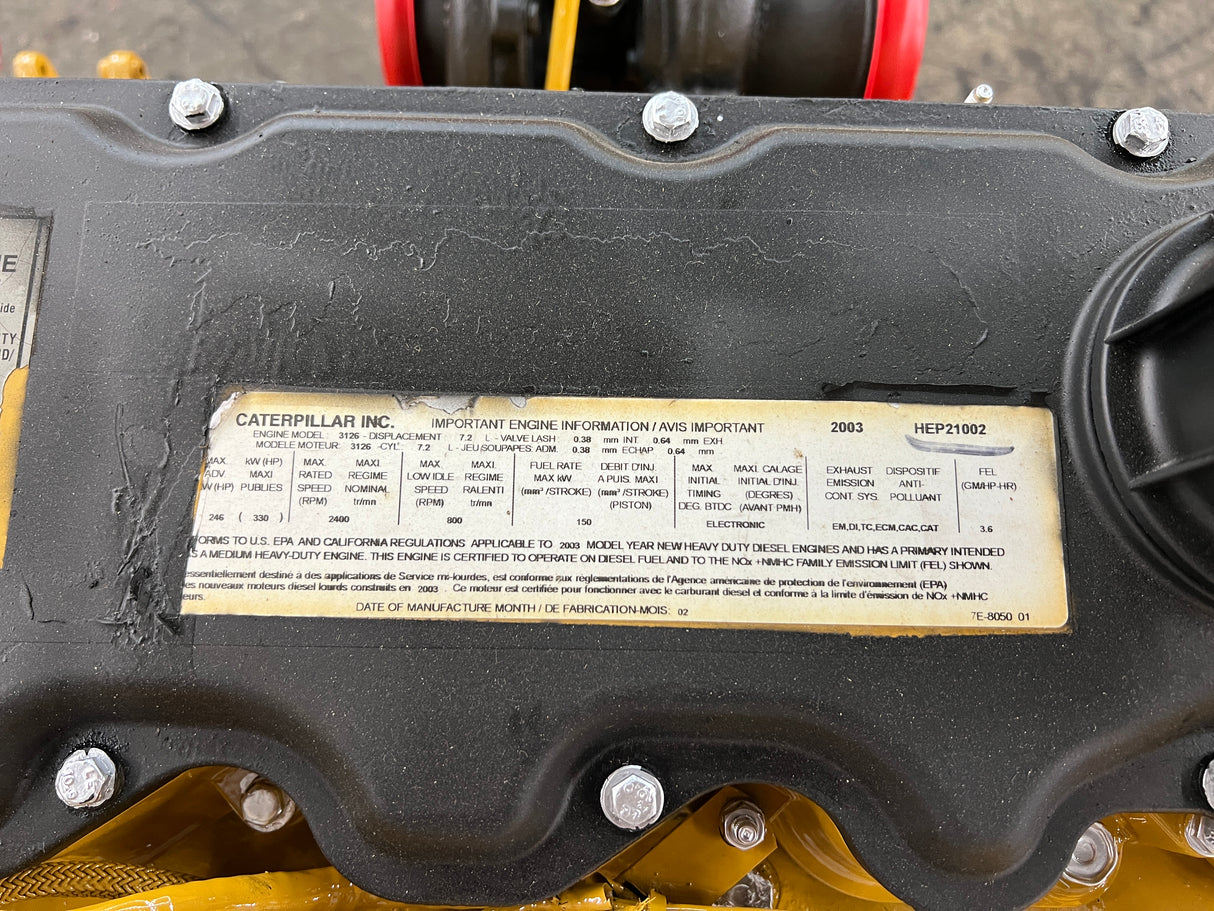 E
ide
TY
ND/
CATERPILLAR INC. IMPORTANT ENGINE INFORMATION / AVIS IMPORTANT 2003 HEP21002
ENGINE MODEL: 3126 - DISPLACEMENT: 7.2 L - VALVE LASH: 0.38 mm INT 0.64 mm EXH.
MODELE MOTEUR: 3126 -CYL: 7.2 L - JEU SOUPAPES: ADM. 0.38 mm ECHAP 0.64 mm
MAX. kW (HP) MAX. MAXI. MAX. MAXI. FUEL RATE DEBIT D'INJ. MAX. MAXI. CALAGE EXHAUST DISPOSITIF FEL
ADV MAXI RATED REGIME LOW IDLE REGIME MAX kW A PUIS. MAXI INITIAL INITIAL D'INJ. EMISSION ANTI- (GM/HP-HR)
W(HP) PUBLIES SPEED NOMINAL SPEED RALENTI (mm³ /STROKE) (mm³ /STROKE) TIMING (DEGRES) CONT SYS. POLLUANT
(RPM) tr/mn (RPM) tr/mn (PISTON) DEG. BTDC (AVANT PMH)
246 ( 330 ) 2400 800 150 ELECTRONIC EM,DI,TC,ECM,CAC,CAT 3.6
ORMS TO U.S. EPA AND CALIFORNIA REGULATIONS APPLICABLE TO 2003 MODEL YEAR NEW HEAVY DUTY DIESEL ENGINES AND HAS A PRIMARY INTENDED
AS A MEDIUM HEAVY-DUTY ENGINE. THIS ENGINE IS CERTIFIED TO OPERATE ON DIESEL FUEL AND TO THE NOx +NMHC FAMILY EMISSION LIMIT (FEL) SHOWN.
essentiellement destiné à des applications de Service mi-lourdes, est conforme aux réglementations de l'Agence américaine de protection de l'environnement (EPA)
es nouveaux moteurs diesel lourds construits en 2003 . Ce moteur est certifiée pour fonctionner avec le carburant diesel et conforme à la limite d'émission de NOx +NMHC
eurs.
DATE OF MANUFACTURE MONTH / DE FABRICATION-MOIS: 02 7E-8050 01